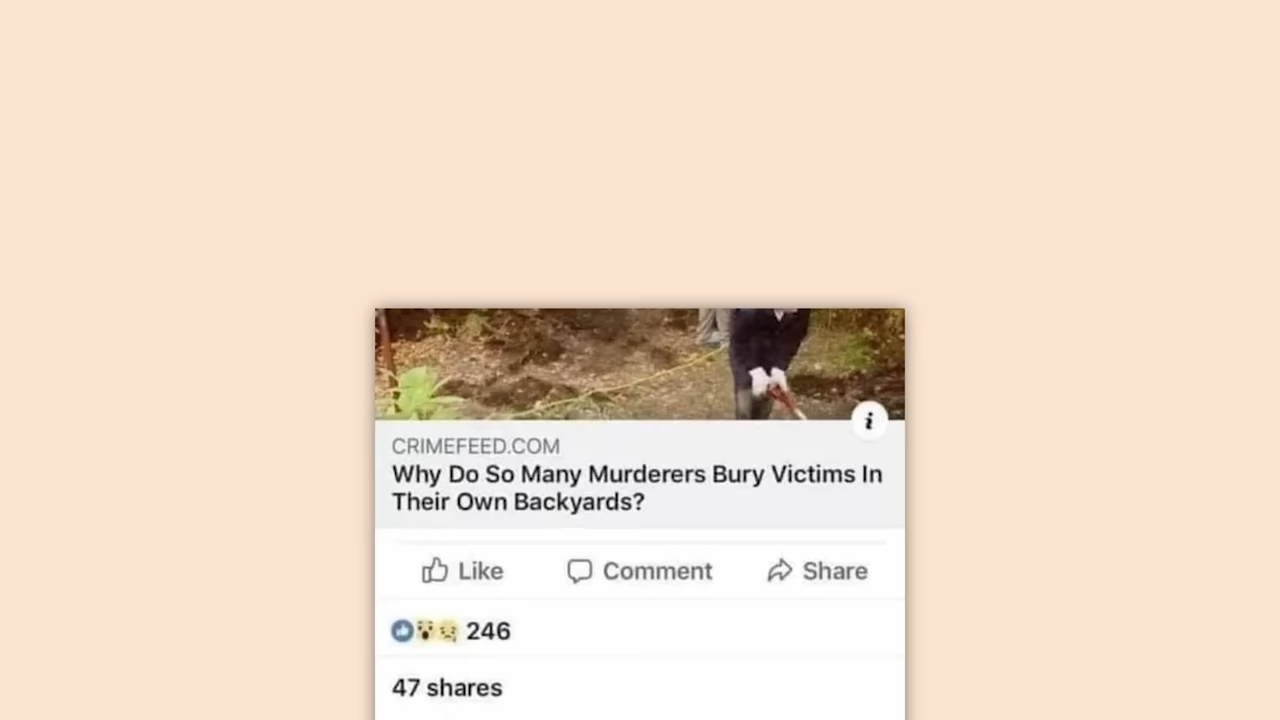 CRIMEFEED.COM
Why Do So Many Murderers Bury Victims In
Their Own Backyards?
Like Comment Share
246
47 shares